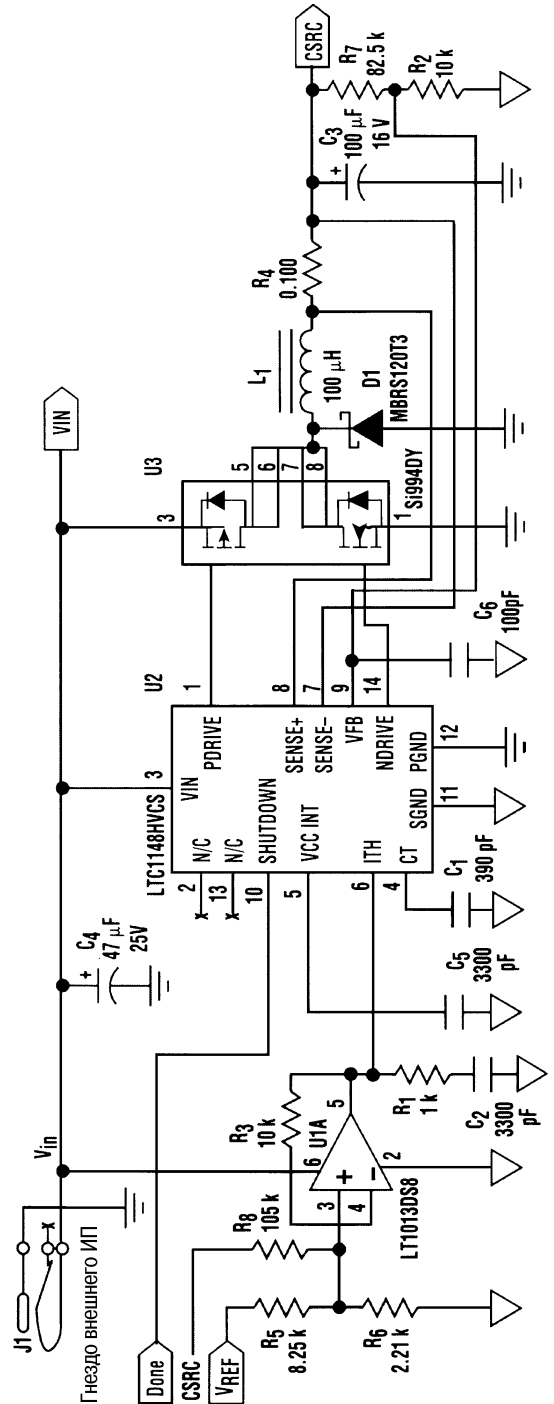 J1
Гнездо внешнего ИП
Vin
VIN
C4
47 µF
25V
+
Done
CSRC
VREF
R5
8.25 k
R8
105 k
R6
2.21 k
R3
10 k
U1A
3
4
6
5
2
+
−
LT1013DS8
R1
1 k
C2
3300
pF
C5
3300
pF
C1
390 pF
U2
LTC1148HVCS
3
VIN
2
N/C
x
13
N/C
x
10
SHUTDOWN
5
VCC INT
6
ITH
4
CT
PDRIVE
1
SENSE+
8
SENSE−
7
VFB
9
NDRIVE
14
SGND
11
PGND
12
C6
100pF
U3
3
5
6
7
8
1
Si994DY
L1
100 µH
D1
MBRS120T3
R4
0.100
C3
100 µF
16 V
+
R7
82.5 k
R2
10 k
CSRC
x